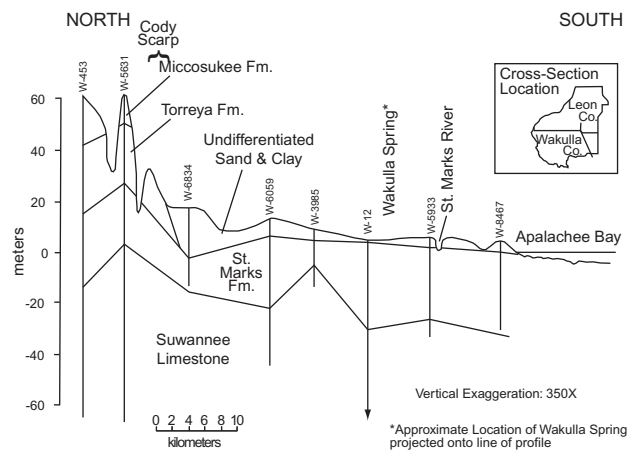 NORTH
SOUTH
Cody
Scarp
W-453
W-5631
Miccosukee Fm.
Torreya Fm.
Undifferentiated
Sand & Clay
W-6834
W-6059
W-3985
W-12
Wakulla Spring*
W-5933
St. Marks River
W-8467
Cross-Section
Location
Leon
Co.
Wakulla
Co.
Apalachee Bay
60
40
20
0
-20
-40
-60
meters
St.
Marks
Fm.
Suwannee
Limestone
0 2 4 6 8 10
kilometers
Vertical Exaggeration: 350X
*Approximate Location of Wakulla Spring
projected onto line of profile